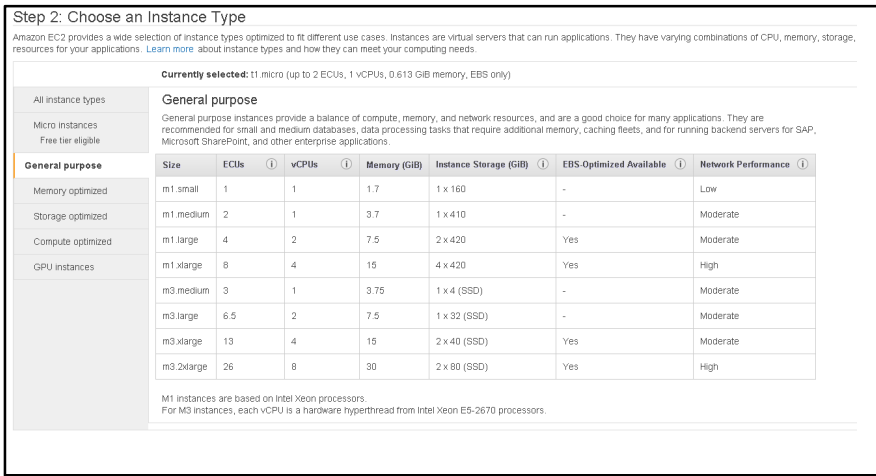 Step 2: Choose an Instance Type
Amazon EC2 provides a wide selection of instance types optimized to fit different use cases. Instances are virtual servers that can run applications. They have varying combinations of CPU, memory, storage,
resources for your applications. Learn more about instance types and how they can meet your computing needs.
Currently selected: t1.micro (up to 2 ECUs, 1 vCPUs, 0.613 GiB memory, EBS only)
All instance types
Micro instances
Free tier eligible
General purpose
Memory optimized
Storage optimized
Compute optimized
GPU instances
General purpose
General purpose instances provide a balance of compute, memory, and network resources, and are a good choice for many applications. They are
recommended for small and medium databases, data processing tasks that require additional memory, caching fleets, and for running backend servers for SAP,
Microsoft SharePoint, and other enterprise applications.
Size ECUs i vCPUs i Memory (GiB) Instance Storage (GiB) i EBS-Optimized Available i Network Performance i
m1.small 1 1 1.7 1 x 160 - Low
m1.medium 2 1 3.7 1 x 410 - Moderate
m1.large 4 2 7.5 2 x 420 Yes Moderate
m1.xlarge 8 4 15 4 x 420 Yes High
m3.medium 3 1 3.75 1 x 4 (SSD) - Moderate
m3.large 6.5 2 7.5 1 x 32 (SSD) - Moderate
m3.xlarge 13 4 15 2 x 40 (SSD) Yes Moderate
m3.2xlarge 26 8 30 2 x 80 (SSD) Yes High
M1 instances are based on Intel Xeon processors.
For M3 instances, each vCPU is a hardware hyperthread from Intel Xeon E5-2670 processors.